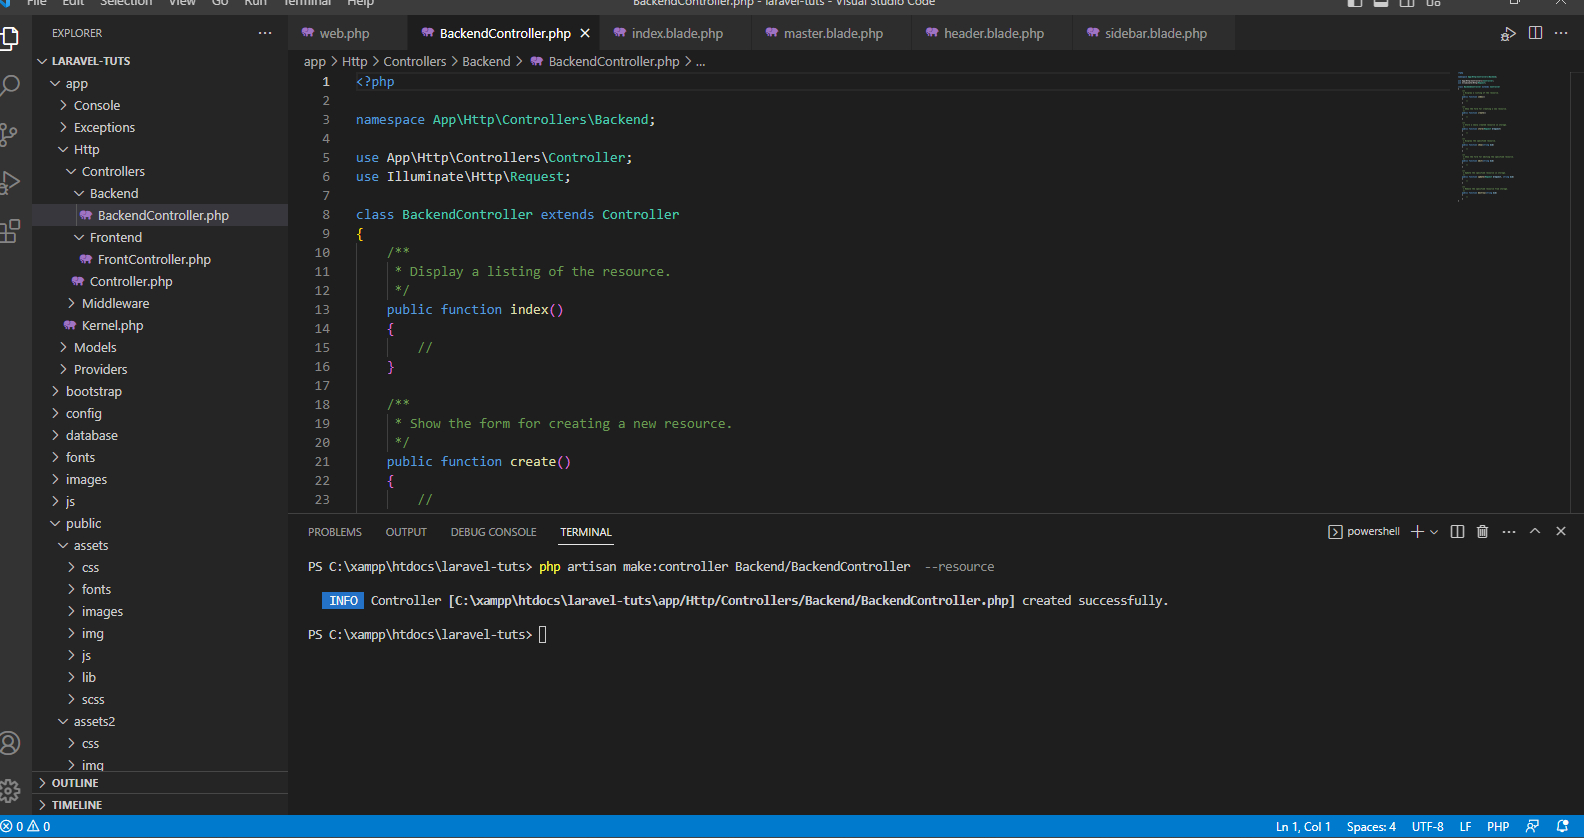 File Edit Selection View Go Run Terminal Help BackendController.php - laravel-tuts - Visual Studio Code
EXPLORER ···
LARAVEL-TUTS
app
Console
Exceptions
Http
Controllers
Backend
BackendController.php
Frontend
FrontController.php
Controller.php
Middleware
Kernel.php
Models
Providers
bootstrap
config
database
fonts
images
js
public
assets
css
fonts
images
img
js
lib
scss
assets2
css
img
OUTLINE
TIMELINE
web.php BackendController.php index.blade.php master.blade.php header.blade.php sidebar.blade.php
app > Http > Controllers > Backend > BackendController.php > ...
1 <?php
2
3 namespace App\Http\Controllers\Backend;
4
5 use App\Http\Controllers\Controller;
6 use Illuminate\Http\Request;
7
8 class BackendController extends Controller
9 {
10 /**
11 * Display a listing of the resource.
12 */
13 public function index()
14 {
15 //
16 }
17
18 /**
19 * Show the form for creating a new resource.
20 */
21 public function create()
22 {
23 //
PROBLEMS OUTPUT DEBUG CONSOLE TERMINAL powershell
PS C:\xampp\htdocs\laravel-tuts> php artisan make:controller Backend/BackendController --resource
INFO Controller [C:\xampp\htdocs\laravel-tuts\app/Http/Controllers/Backend/BackendController.php] created successfully.
PS C:\xampp\htdocs\laravel-tuts>
0 0 Ln 1, Col 1 Spaces: 4 UTF-8 LF PHP